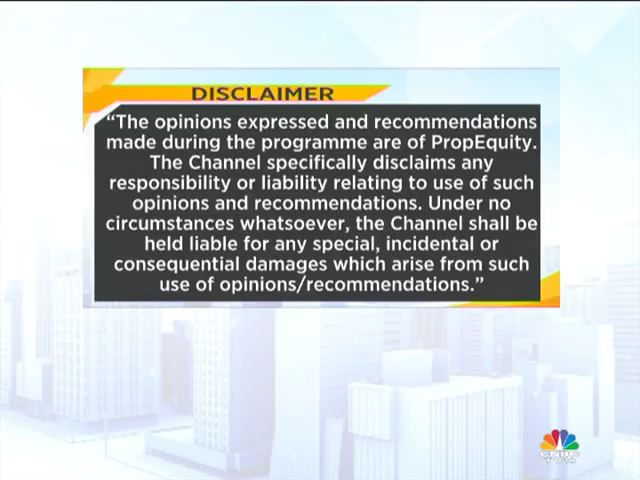 DISCLAIMER
“The opinions expressed and recommendations
made during the programme are of PropEquity.
The Channel specifically disclaims any
responsibility or liability relating to use of such
opinions and recommendations. Under no
circumstances whatsoever, the Channel shall be
held liable for any special, incidental or
consequential damages which arise from such
use of opinions/recommendations.”